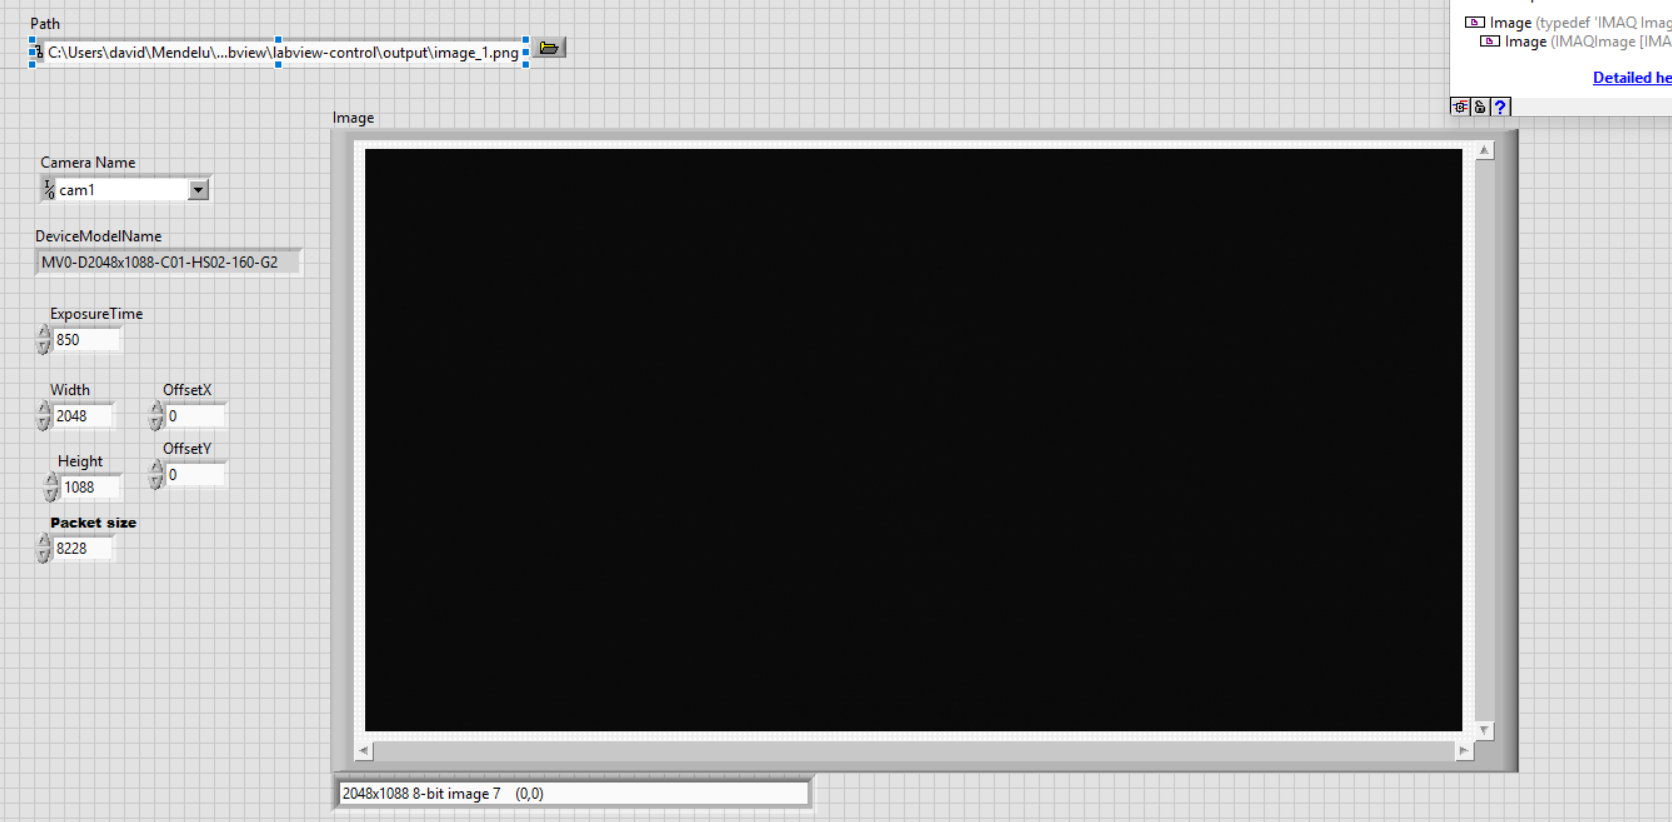 Path
C:\Users\david\Mendelu\...bview\labview-control\output\image_1.png
Image (typedef 'IMAQ Imag
Image (IMAQImage [IMA
Detailed he
?
Image
Camera Name
cam1
DeviceModelName
MV0-D2048x1088-C01-HS02-160-G2
ExposureTime
850
Width OffsetX
2048 0
OffsetY
Height 0
1088
Packet size
8228
2048x1088 8-bit image 7 (0,0)